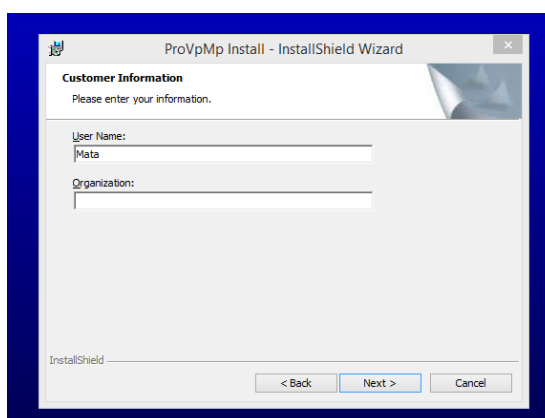 ProVpMp Install - InstallShield Wizard
Customer Information
Please enter your information.
User Name:
Mata
Organization:
InstallShield
< Back Next > Cancel